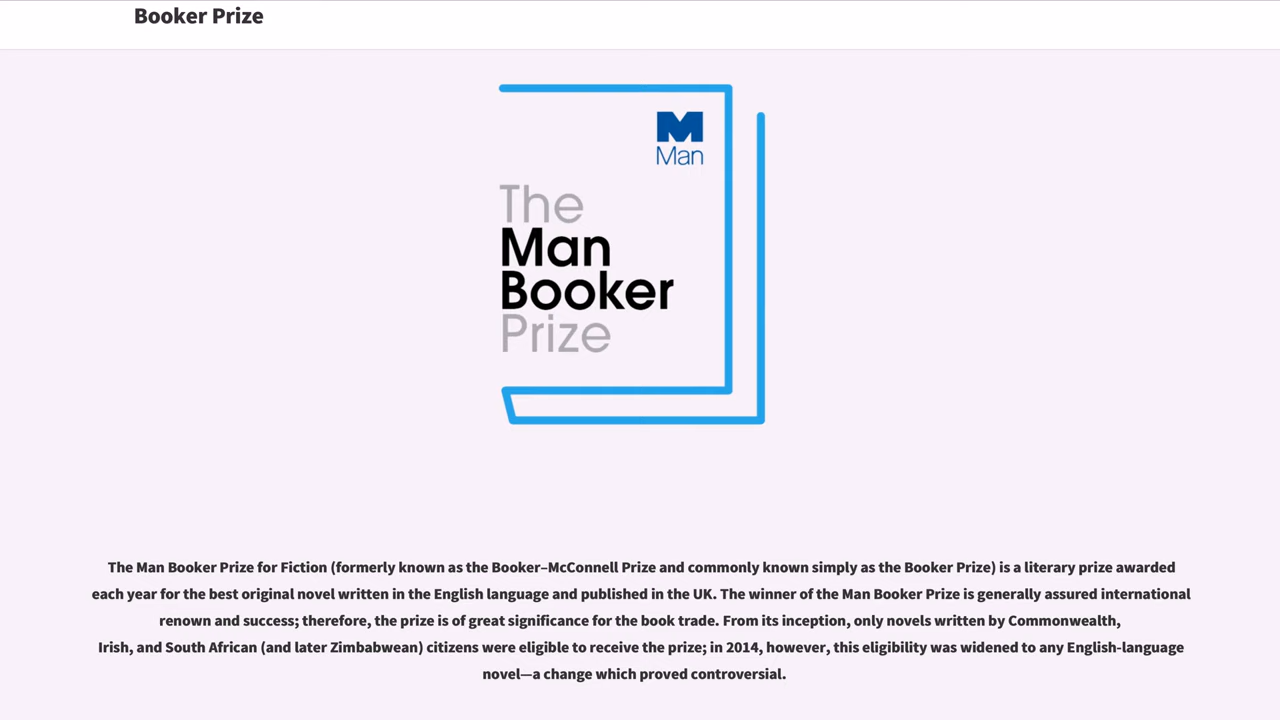 Booker Prize
M
Man
The
Man
Booker
Prize
The Man Booker Prize for Fiction (formerly known as the Booker–McConnell Prize and commonly known simply as the Booker Prize) is a literary prize awarded
each year for the best original novel written in the English language and published in the UK. The winner of the Man Booker Prize is generally assured international
renown and success; therefore, the prize is of great significance for the book trade. From its inception, only novels written by Commonwealth,
Irish, and South African (and later Zimbabwean) citizens were eligible to receive the prize; in 2014, however, this eligibility was widened to any English-language
novel—a change which proved controversial.